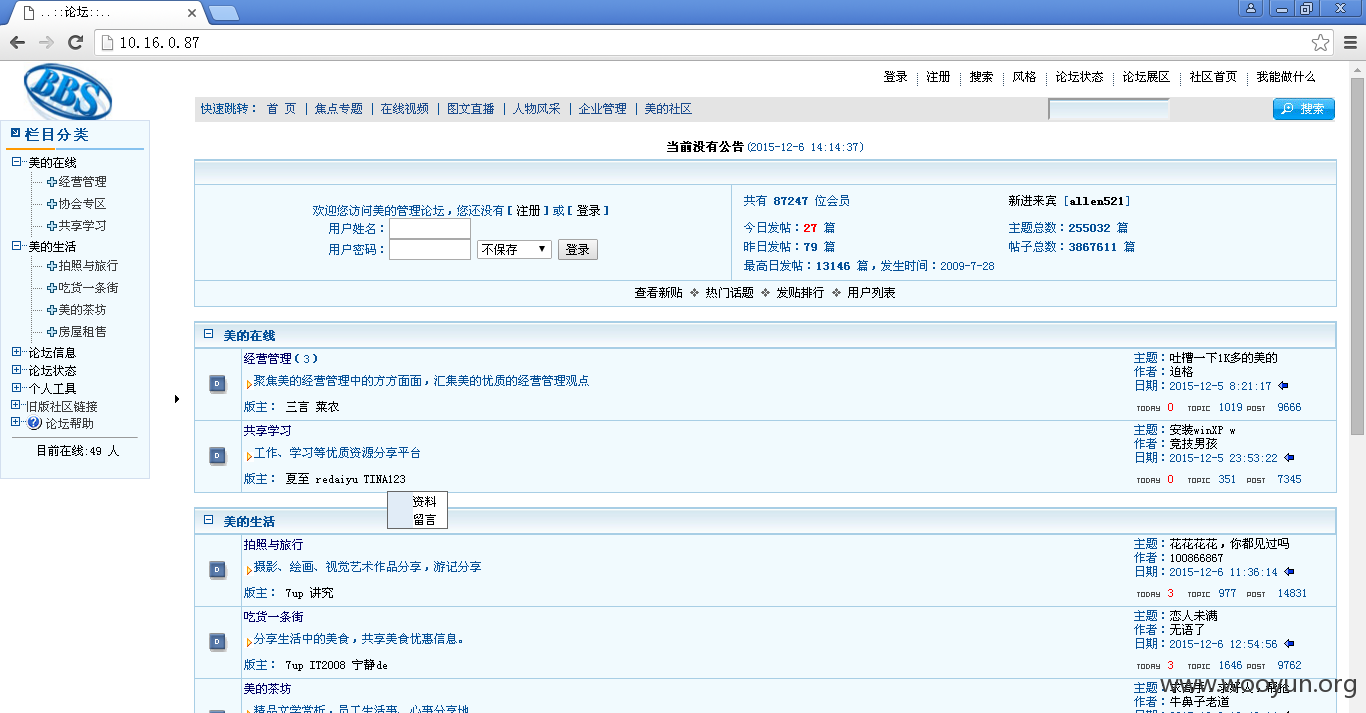 ..::论坛::..
10.16.0.87
BBS
登录 注册 搜索 风格 论坛状态 论坛展区 社区首页 我能做什么
快速跳转： 首 页 | 焦点专题 | 在线视频 | 图文直播 | 人物风采 | 企业管理 | 美的社区
搜索
栏目分类
美的在线
经营管理
协会专区
共享学习
美的生活
拍照与旅行
吃货一条街
美的茶坊
房屋租售
论坛信息
论坛状态
个人工具
旧版社区链接
论坛帮助
目前在线:49 人
当前没有公告(2015-12-6 14:14:37)
欢迎您访问美的管理论坛，您还没有[ 注册 ]或[ 登录 ]
用户姓名：
用户密码： 不保存 登录
共有 87247 位会员
新进来宾 [allen521]
今日发帖：27 篇
主题总数：255032 篇
昨日发帖：79 篇
帖子总数：3867611 篇
最高日发帖：13146 篇，发生时间：2009-7-28
查看新贴 ❖ 热门话题 ❖ 发贴排行 ❖ 用户列表
美的在线
经营管理(3)
聚焦美的经营管理中的方方面面，汇集美的优质的经营管理观点
版主： 三言 菜农
主题：吐槽一下1K多的美的
作者：迫格
日期：2015-12-5 8:21:17
TODAY 0 TOPIC 1019 POST 9666
共享学习
工作、学习等优质资源分享平台
版主： 夏至 redaiyu TINA123
主题：安装winXP w
作者：竞技男孩
日期：2015-12-5 23:53:22
TODAY 0 TOPIC 351 POST 7345
资料
留言
美的生活
拍照与旅行
摄影、绘画、视觉艺术作品分享，游记分享
版主： 7up 讲究
主题：花花花花，你都见过吗
作者：100866867
日期：2015-12-6 11:36:14
TODAY 3 TOPIC 977 POST 14831
吃货一条街
分享生活中的美食，共享美食优惠信息。
版主： 7up IT2008 宁静de
主题：恋人未满
作者：无语了
日期：2015-12-6 12:54:56
TODAY 3 TOPIC 1646 POST 9762
美的茶坊
精品文学赏析，员工生活事、心事分享地
主题
作者：牛鼻子老道
www.wooyun.org